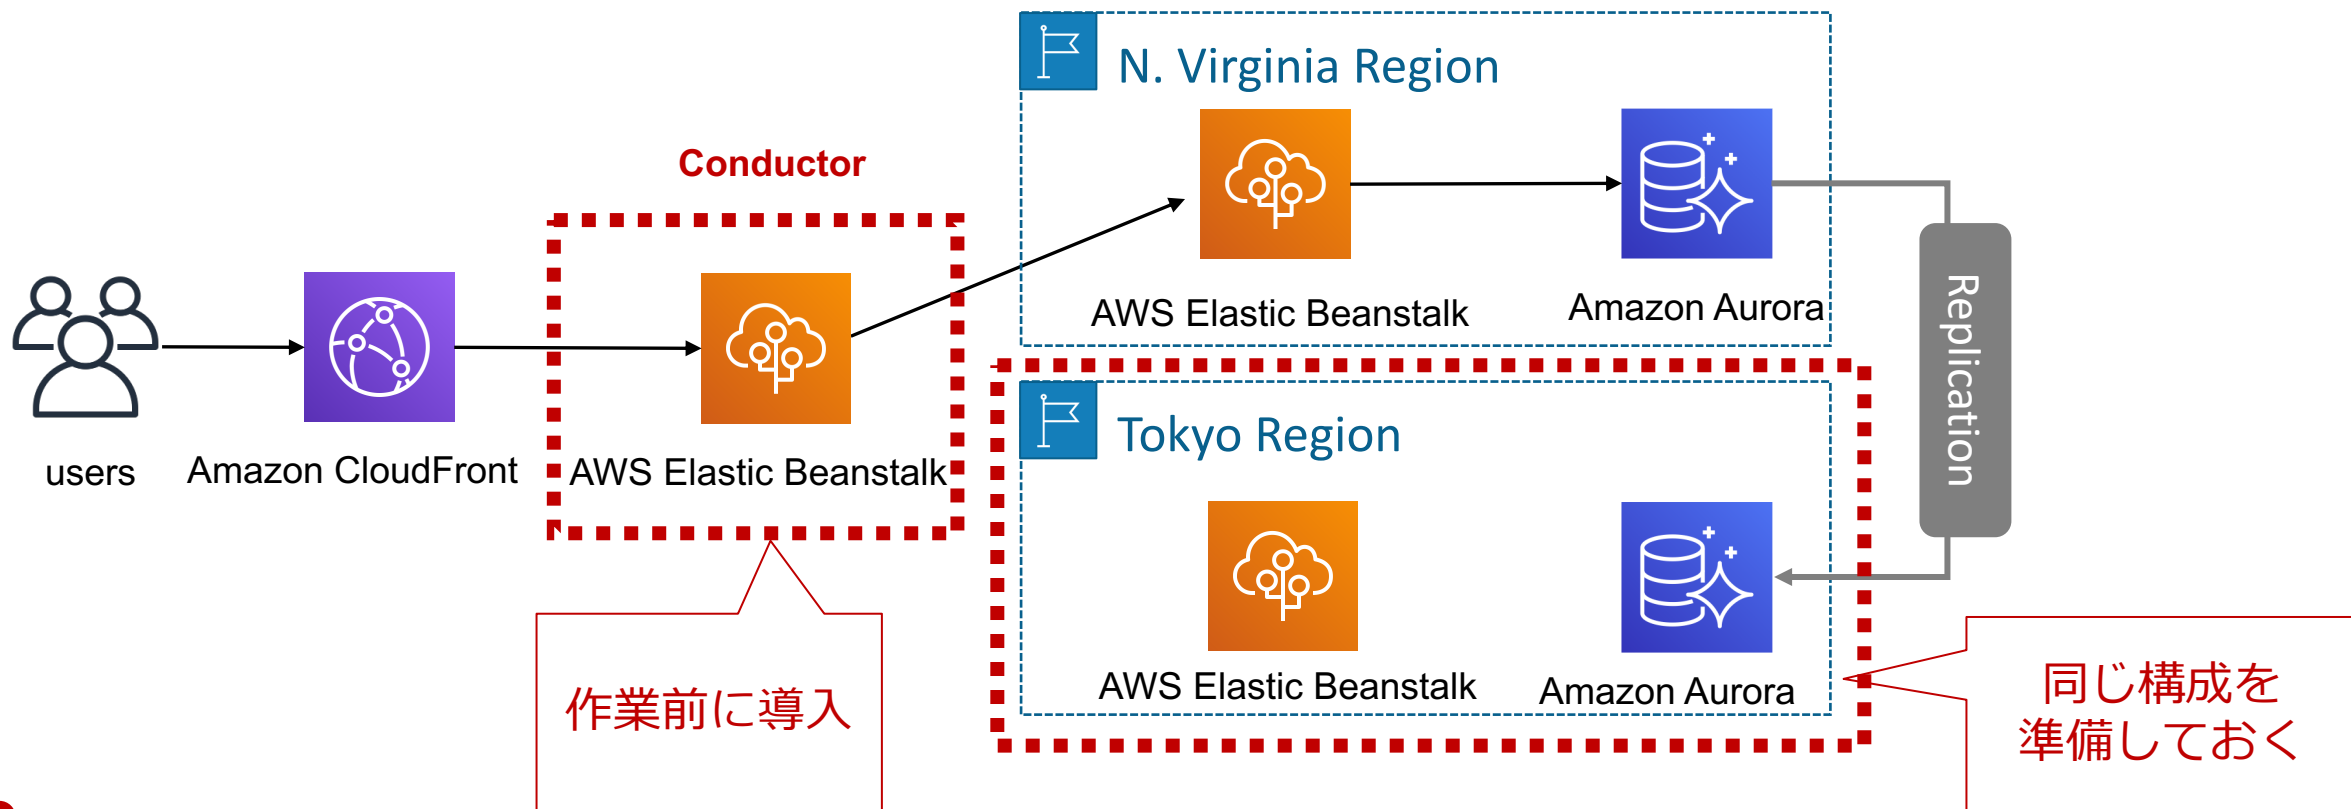 N. Virginia Region
Conductor
AWS Elastic Beanstalk
Amazon Aurora
Replication
users
Amazon CloudFront
AWS Elastic Beanstalk
Tokyo Region
AWS Elastic Beanstalk
Amazon Aurora
作業前に導入
同じ構成を
準備しておく